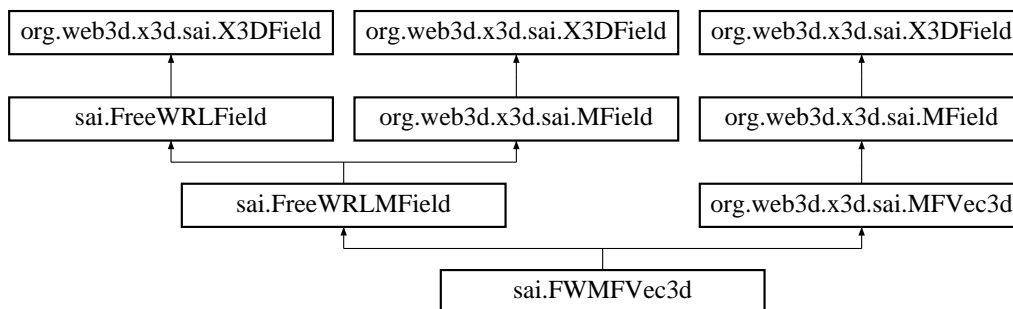 org.web3d.x3d.sai.X3DField
org.web3d.x3d.sai.X3DField
org.web3d.x3d.sai.X3DField
sai.FreeWRLField
org.web3d.x3d.sai.MField
org.web3d.x3d.sai.MField
sai.FreeWRLMField
org.web3d.x3d.sai.MFVec3d
sai.FWMFVec3d